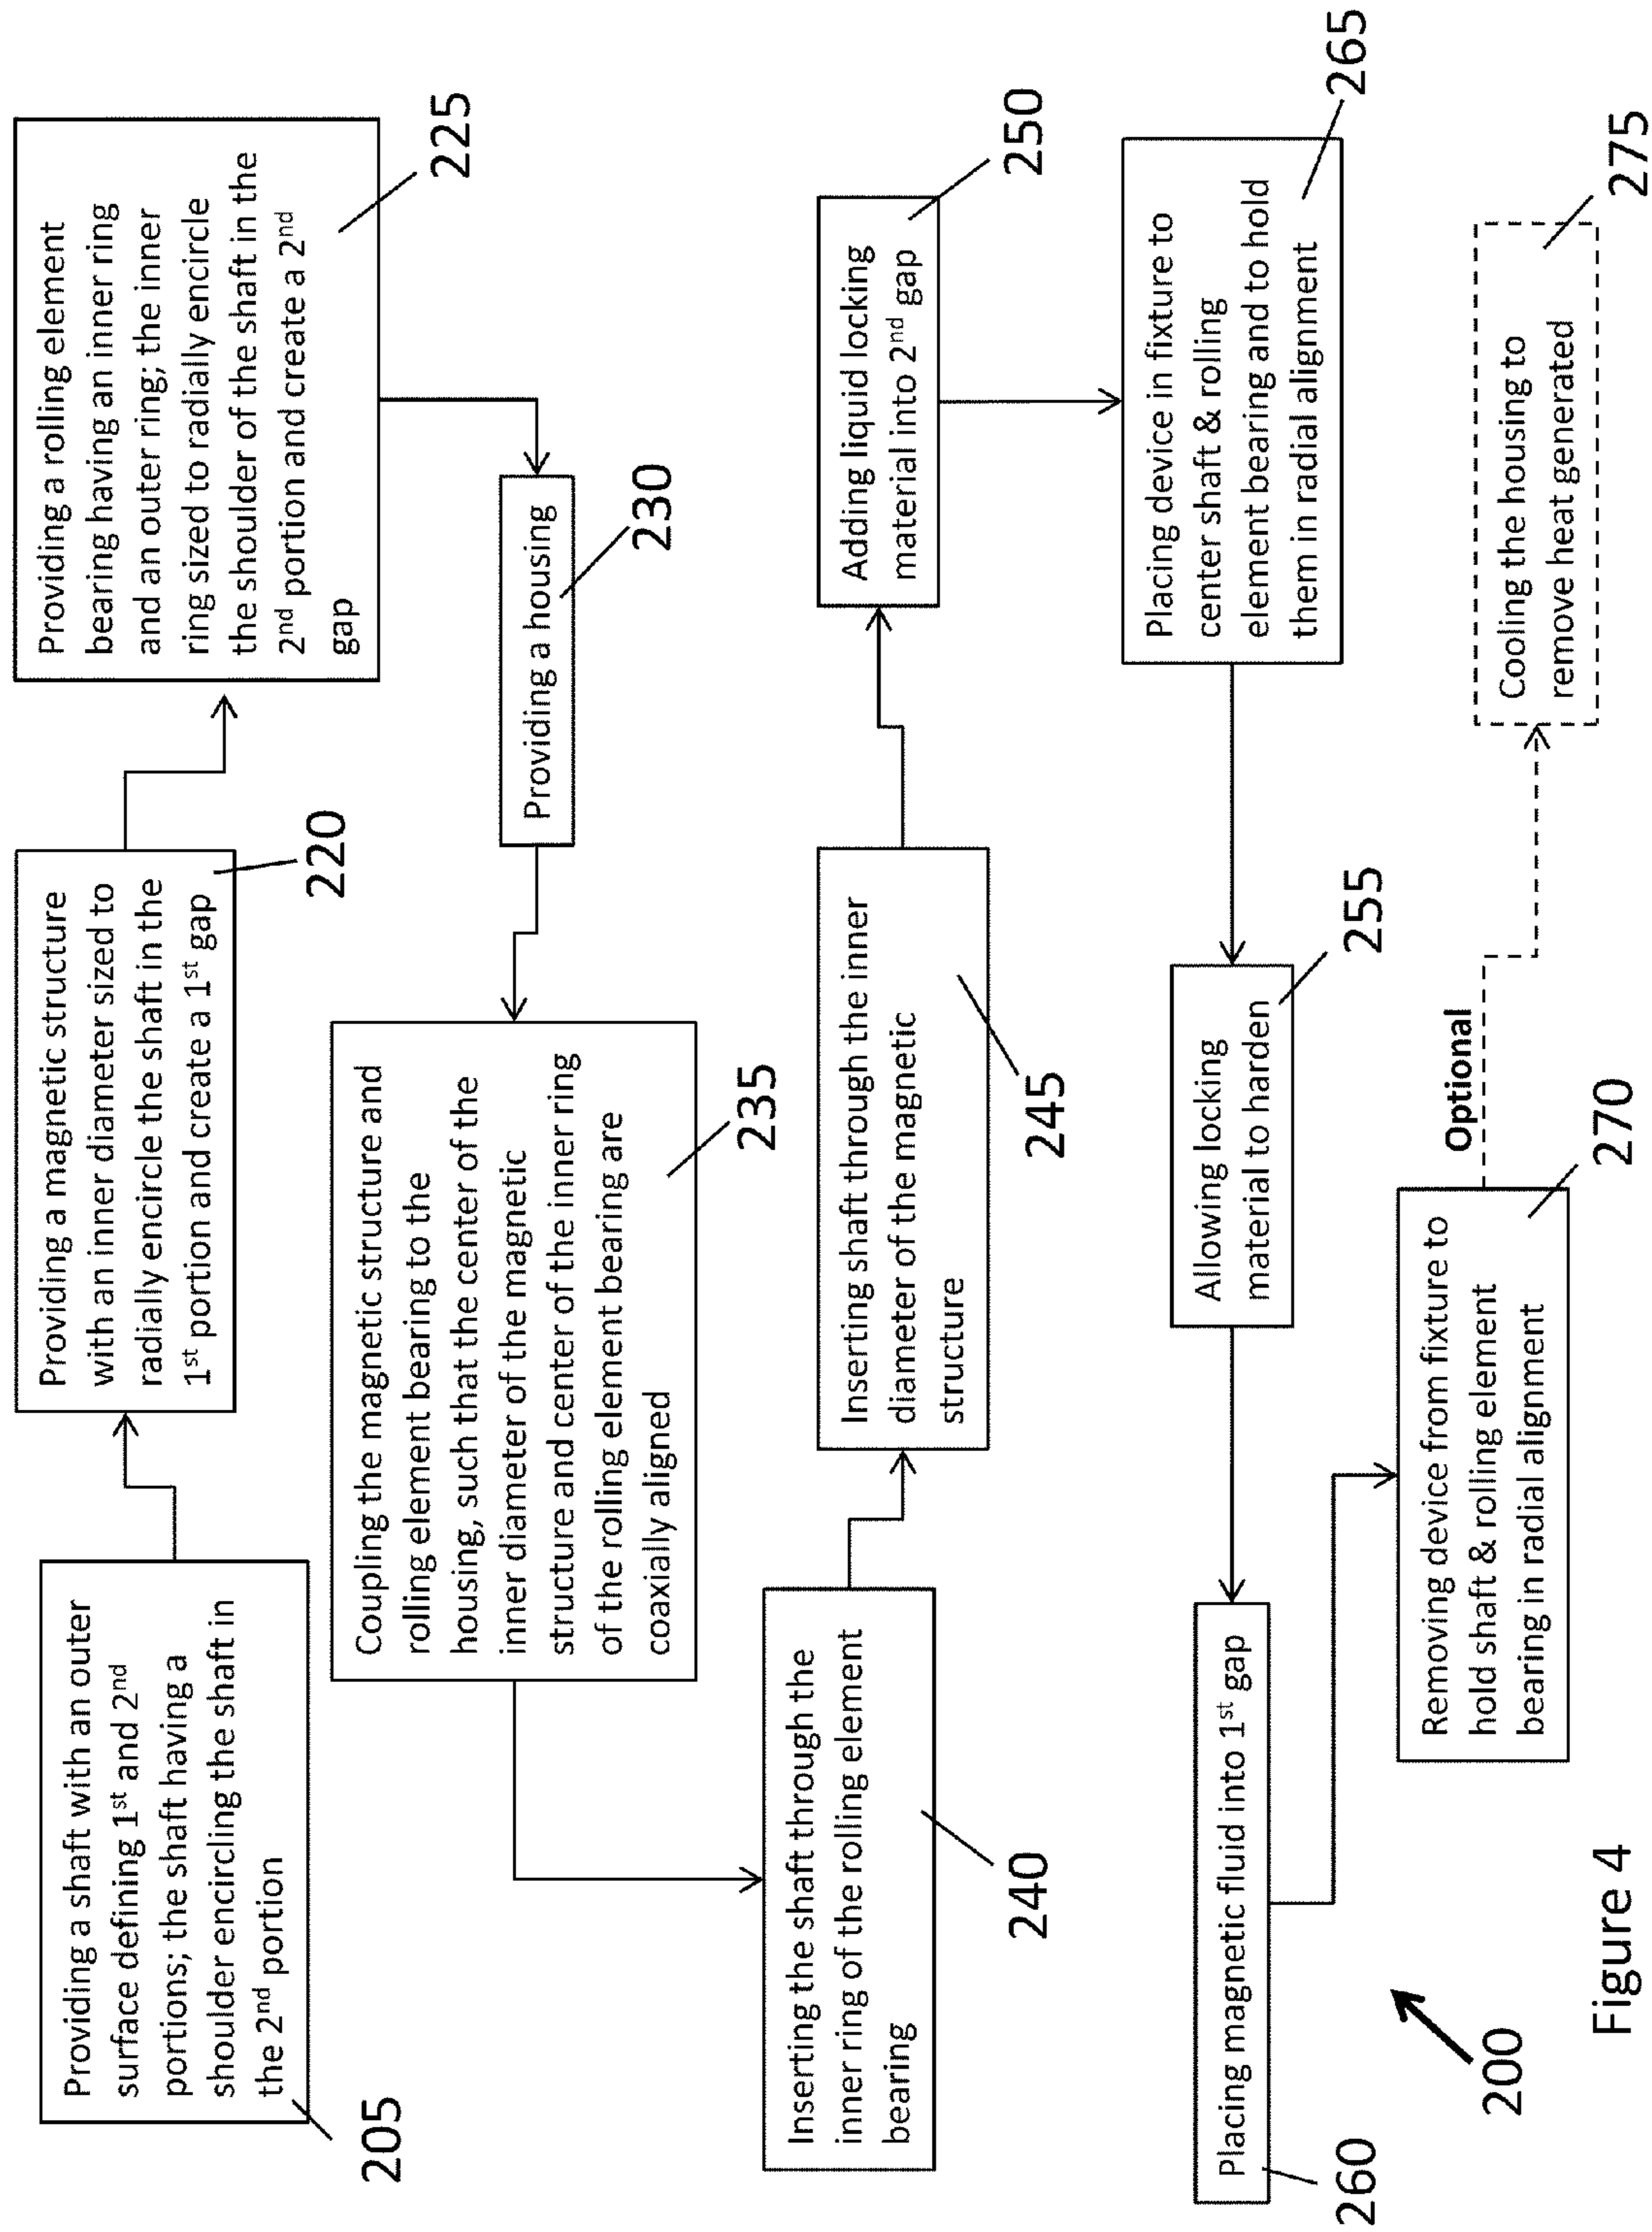 Providing a shaft with an outer
surface defining 1st and 2nd
portions; the shaft having a
shoulder encircling the shaft in
the 2nd portion
205
Providing a magnetic structure
with an inner diameter sized to
radially encircle the shaft in the
1st portion and create a 1st gap
220
Providing a rolling element
bearing having an inner ring
and an outer ring; the inner
ring sized to radially encircle
the shoulder of the shaft in the
2nd portion and create a 2nd
gap
225
Providing a housing
230
Coupling the magnetic structure and
rolling element bearing to the
housing, such that the center of the
inner diameter of the magnetic
structure and center of the inner ring
of the rolling element bearing are
coaxially aligned
235
Inserting the shaft through the
inner ring of the rolling element
bearing
240
Inserting shaft through the inner
diameter of the magnetic
structure
245
Adding liquid locking
material into 2nd gap
250
Placing device in fixture to
center shaft & rolling
element bearing and to hold
them in radial alignment
265
Allowing locking
material to harden
255
Placing magnetic fluid into 1st gap
260
Removing device from fixture to
hold shaft & rolling element
bearing in radial alignment
270
Optional
Cooling the housing to
remove heat generated
275
200
Figure 4